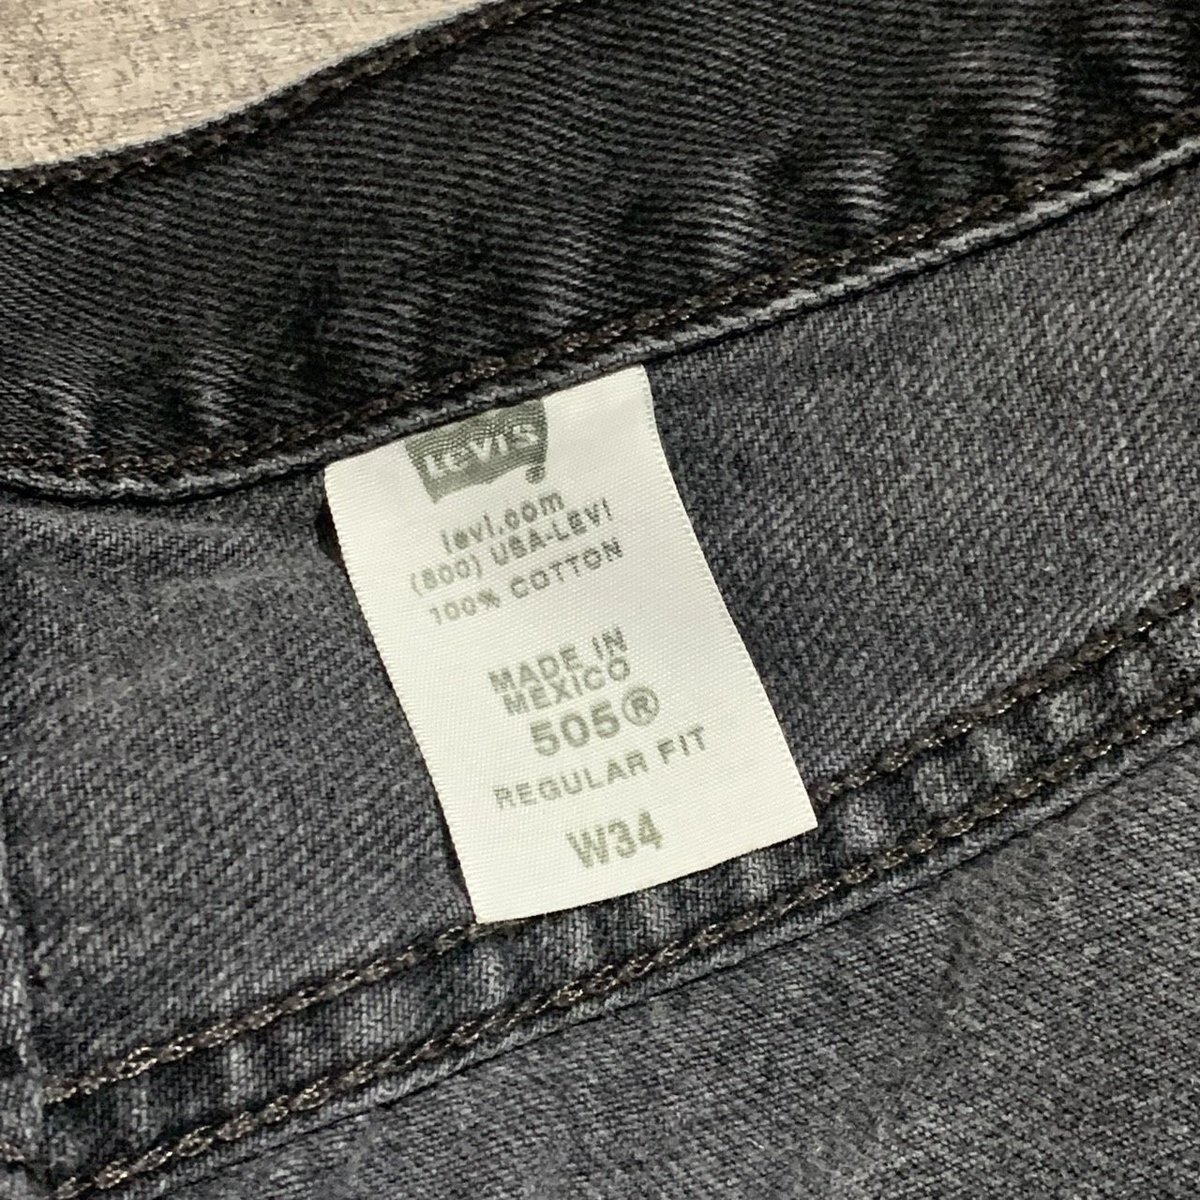 Levi's
levi.com
(800) USA-LEVI
100% COTTON
MADE IN
MEXICO
505®
REGULAR FIT
W34